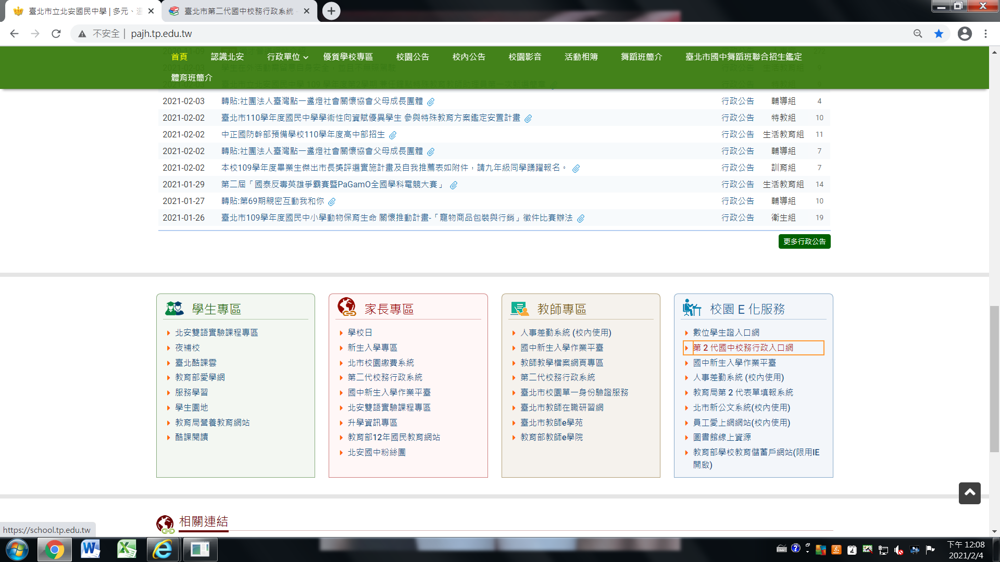 臺北市立北安國民中學 | 多元、溫
臺北市第二代國中校務行政系統
不安全 | pajh.tp.edu.tw
首頁 認識北安 行政單位 優質學校專區 校園公告 校內公告 校園影音 活動相簿 舞蹈班簡介 臺北市國中舞蹈班聯合招生鑑定
體育班簡介
2021-02-03 轉貼:社團法人臺灣點一盞燈社會關懷協會父母成長團體 行政公告 輔導組 4
2021-02-02 臺北市110學年度國民中學學術性向資賦優異學生 參與特殊教育方案鑑定安置計畫 行政公告 特教組 10
2021-02-02 中正國防幹部預備學校110學年度高中部招生 行政公告 生活教育組 11
2021-02-02 轉貼:社團法人臺灣點一盞燈社會關懷協會父母成長團體 行政公告 輔導組 7
2021-02-02 本校109學年度畢業生傑出市長獎評選實施計畫及自我推薦表如附件，請九年級同學踴躍報名。 行政公告 訓育組 7
2021-01-29 第二屆「國泰反毒英雄爭霸賽暨PaGamO全國學科電競大賽」 行政公告 生活教育組 14
2021-01-27 轉貼:第69期親密互動我和你 行政公告 輔導組 10
2021-01-26 臺北市109學年度國民中小學動物保育生命 關懷推動計畫-「寵物商品包裝與行銷」徵件比賽辦法 行政公告 衛生組 19
更多行政公告
學生專區
北安雙語實驗課程專區
夜補校
臺北酷課雲
教育部愛學網
服務學習
學生園地
教育局營養教育網站
酷課閱讀
家長專區
學校日
新生入學專區
北市校園繳費系統
第二代校務行政系統
國中新生入學作業平臺
北安雙語實驗課程專區
升學資訊專區
教育部12年國民教育網站
北安國中粉絲團
教師專區
人事差勤系統 (校內使用)
國中新生入學作業平臺
教師教學檔案網頁專區
第二代校務行政系統
臺北市校園單一身份驗證服務
臺北市教師在職研習網
臺北市教師e學苑
教育部教師e學院
校園 E 化服務
數位學生證入口網
第 2 代國中校務行政入口網
國中新生入學作業平臺
人事差勤系統 (校內使用)
教育局第 2 代表單填報系統
北市新公文系統(校內使用)
員工愛上網網站(校內使用)
圖書館線上資源
教育部學校教育儲蓄戶網站(限用IE
開啟)
相關連結
https://school.tp.edu.tw
下午 12:08
2021/2/4